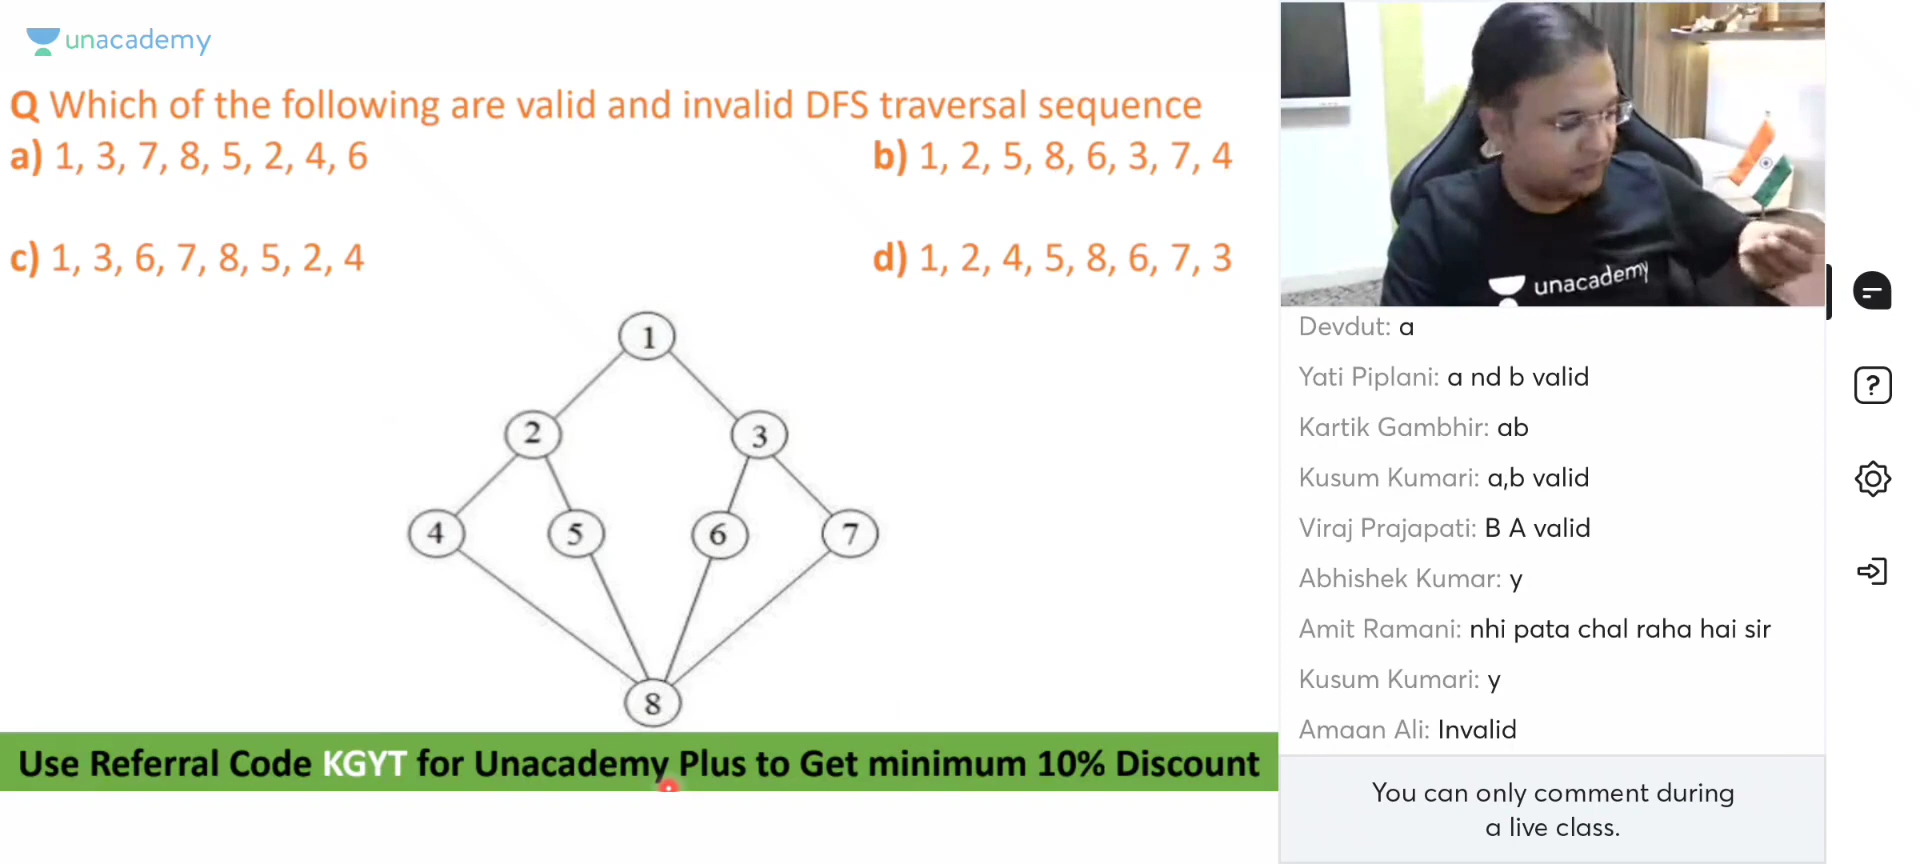 unacademy
Q Which of the following are valid and invalid DFS traversal sequence
a) 1, 3, 7, 8, 5, 2, 4, 6
b) 1, 2, 5, 8, 6, 3, 7, 4
c) 1, 3, 6, 7, 8, 5, 2, 4
d) 1, 2, 4, 5, 8, 6, 7, 3
1
2
3
4
5
6
7
8
Use Referral Code KGYT for Unacademy Plus to Get minimum 10% Discount
unacademy
Devdut: a
Yati Piplani: a nd b valid
Kartik Gambhir: ab
Kusum Kumari: a,b valid
Viraj Prajapati: B A valid
Abhishek Kumar: y
Amit Ramani: nhi pata chal raha hai sir
Kusum Kumari: y
Amaan Ali: Invalid
You can only comment during
a live class.
?